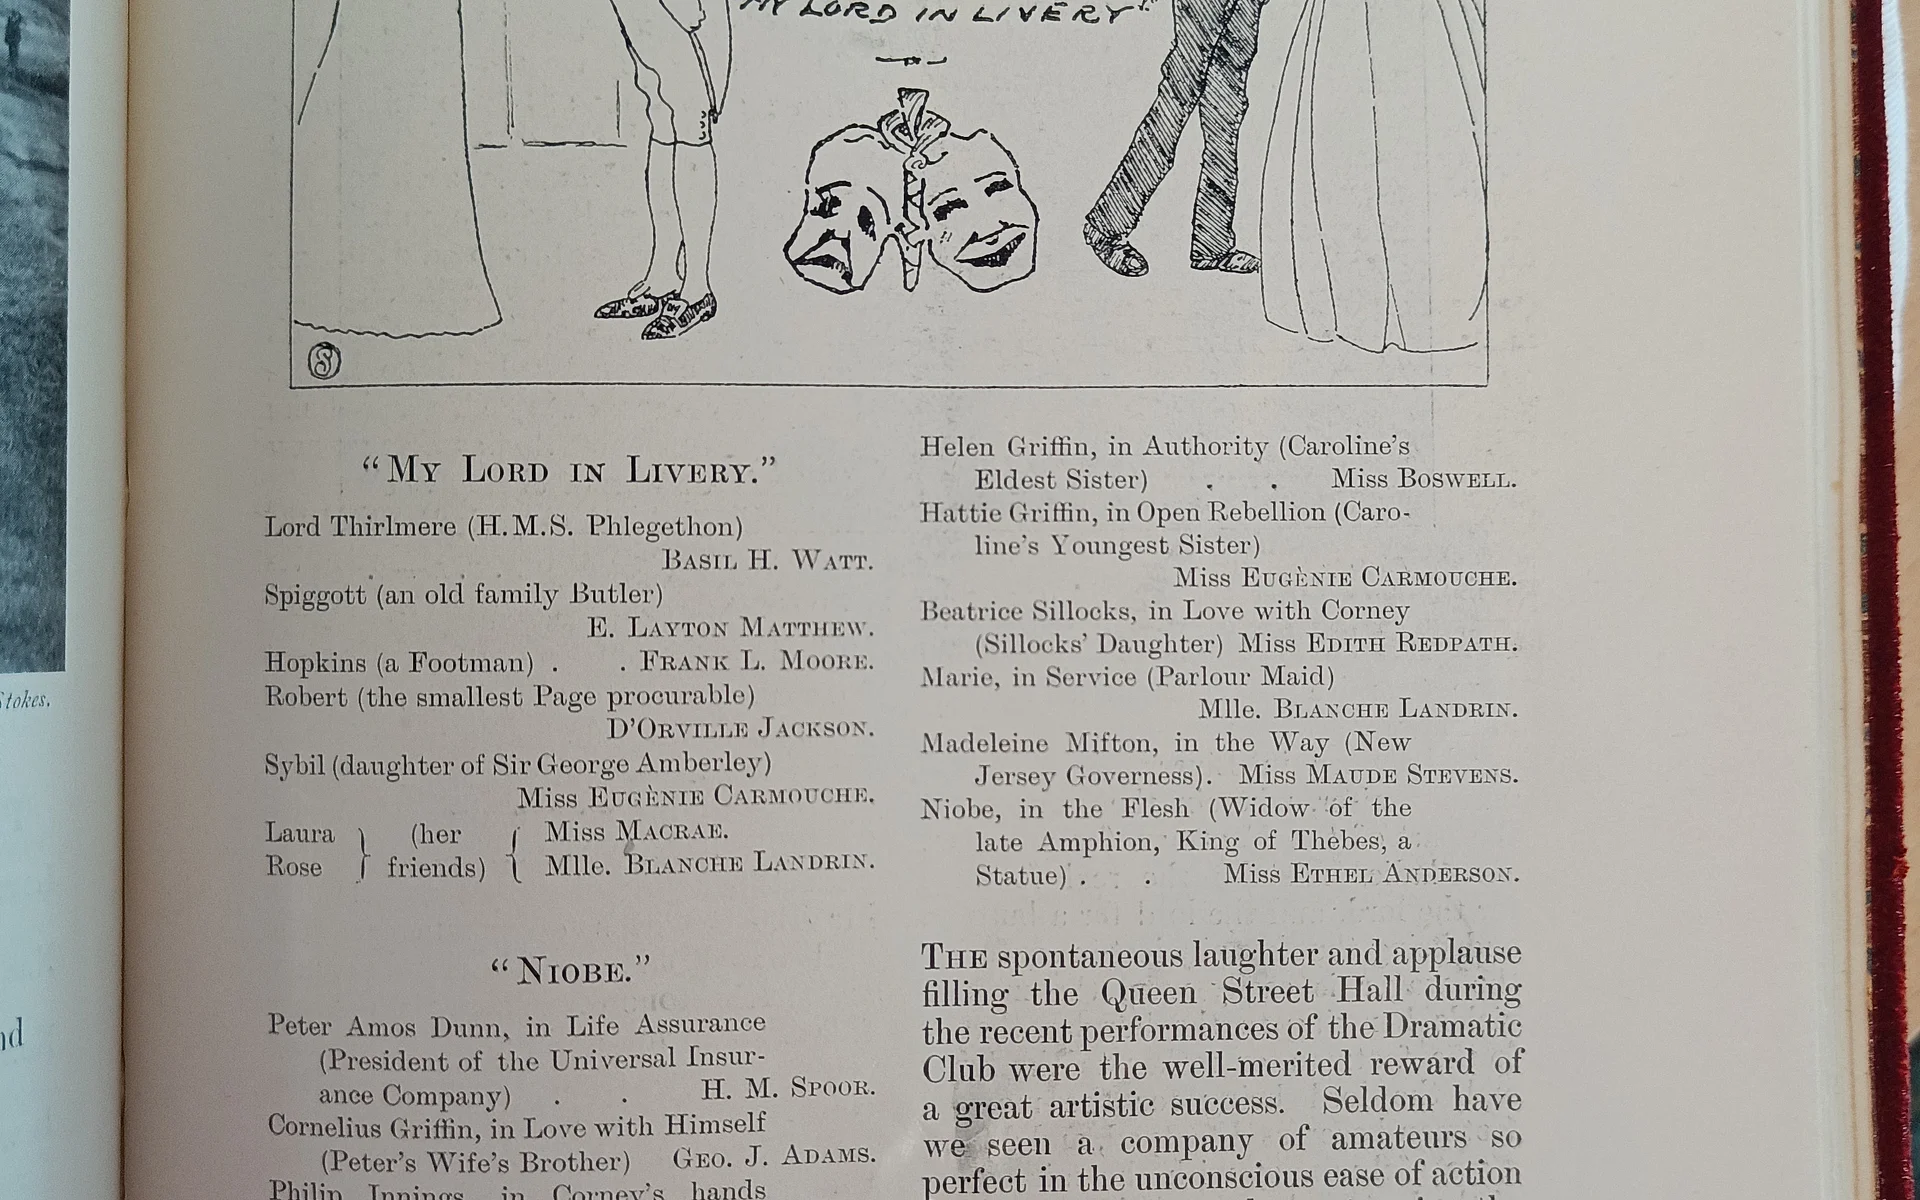 "MY LORD IN LIVERY"
S
Stokes.
nd
"MY LORD IN LIVERY."
Lord Thirlmere (H.M.S. Phlegethon)
BASIL H. WATT.
Spiggott (an old family Butler)
E. LAYTON MATTHEW.
Hopkins (a Footman) . . FRANK L. MOORE.
Robert (the smallest Page procurable)
D'ORVILLE JACKSON.
Sybil (daughter of Sir George Amberley)
Miss EUGÈNIE CARMOUCHE.
Laura } (her { Miss MACRAE.
Rose } friends) { Mlle. BLANCHE LANDRIN.
"NIOBE."
Peter Amos Dunn, in Life Assurance
(President of the Universal Insur-
ance Company) . . H. M. SPOOR.
Cornelius Griffin, in Love with Himself
(Peter's Wife's Brother) GEO. J. ADAMS.
Philip Innings, in Corney's hands
Helen Griffin, in Authority (Caroline's
Eldest Sister) . . Miss BOSWELL.
Hattie Griffin, in Open Rebellion (Caro-
line's Youngest Sister)
Miss EUGÈNIE CARMOUCHE.
Beatrice Sillocks, in Love with Corney
(Sillocks' Daughter) Miss EDITH REDPATH.
Marie, in Service (Parlour Maid)
Mlle. BLANCHE LANDRIN.
Madeleine Mifton, in the Way (New
Jersey Governess). Miss MAUDE STEVENS.
Niobe, in the Flesh (Widow of the
late Amphion, King of Thebes, a
Statue) . . Miss ETHEL ANDERSON.
THE spontaneous laughter and applause
filling the Queen Street Hall during
the recent performances of the Dramatic
Club were the well-merited reward of
a great artistic success. Seldom have
we seen a company of amateurs so
perfect in the unconscious ease of action